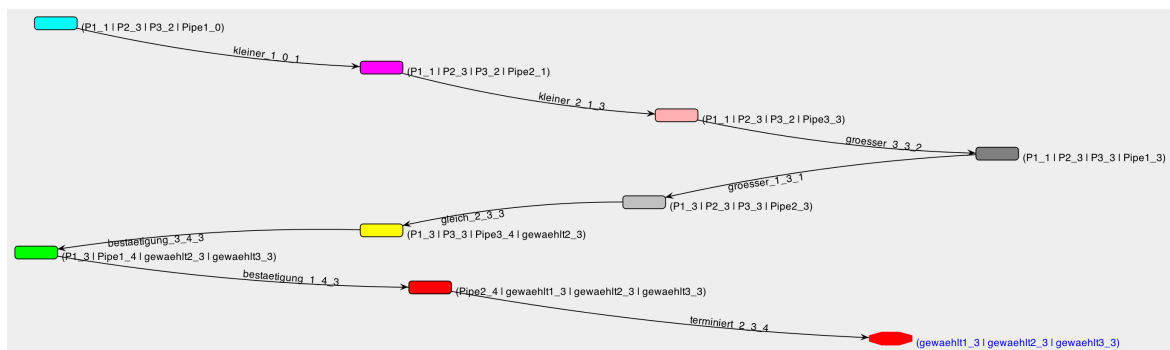 (P1_1 | P2_3 | P3_2 | Pipe1_0)
kleiner_1_0_1
(P1_1 | P2_3 | P3_2 | Pipe2_1)
kleiner_2_1_3
(P1_1 | P2_3 | P3_2 | Pipe3_3)
groesser_3_3_2
(P1_1 | P2_3 | P3_3 | Pipe1_3)
groesser_1_3_1
(P1_3 | P2_3 | P3_3 | Pipe2_3)
gleich_2_3_3
(P1_3 | P3_3 | Pipe3_4 | gewaehlt2_3)
bestaetigung_3_4_3
(P1_3 | Pipe1_4 | gewaehlt2_3 | gewaehlt3_3)
bestaetigung_1_4_3
(Pipe2_4 | gewaehlt1_3 | gewaehlt2_3 | gewaehlt3_3)
terminiert_2_3_4
(gewaehlt1_3 | gewaehlt2_3 | gewaehlt3_3)